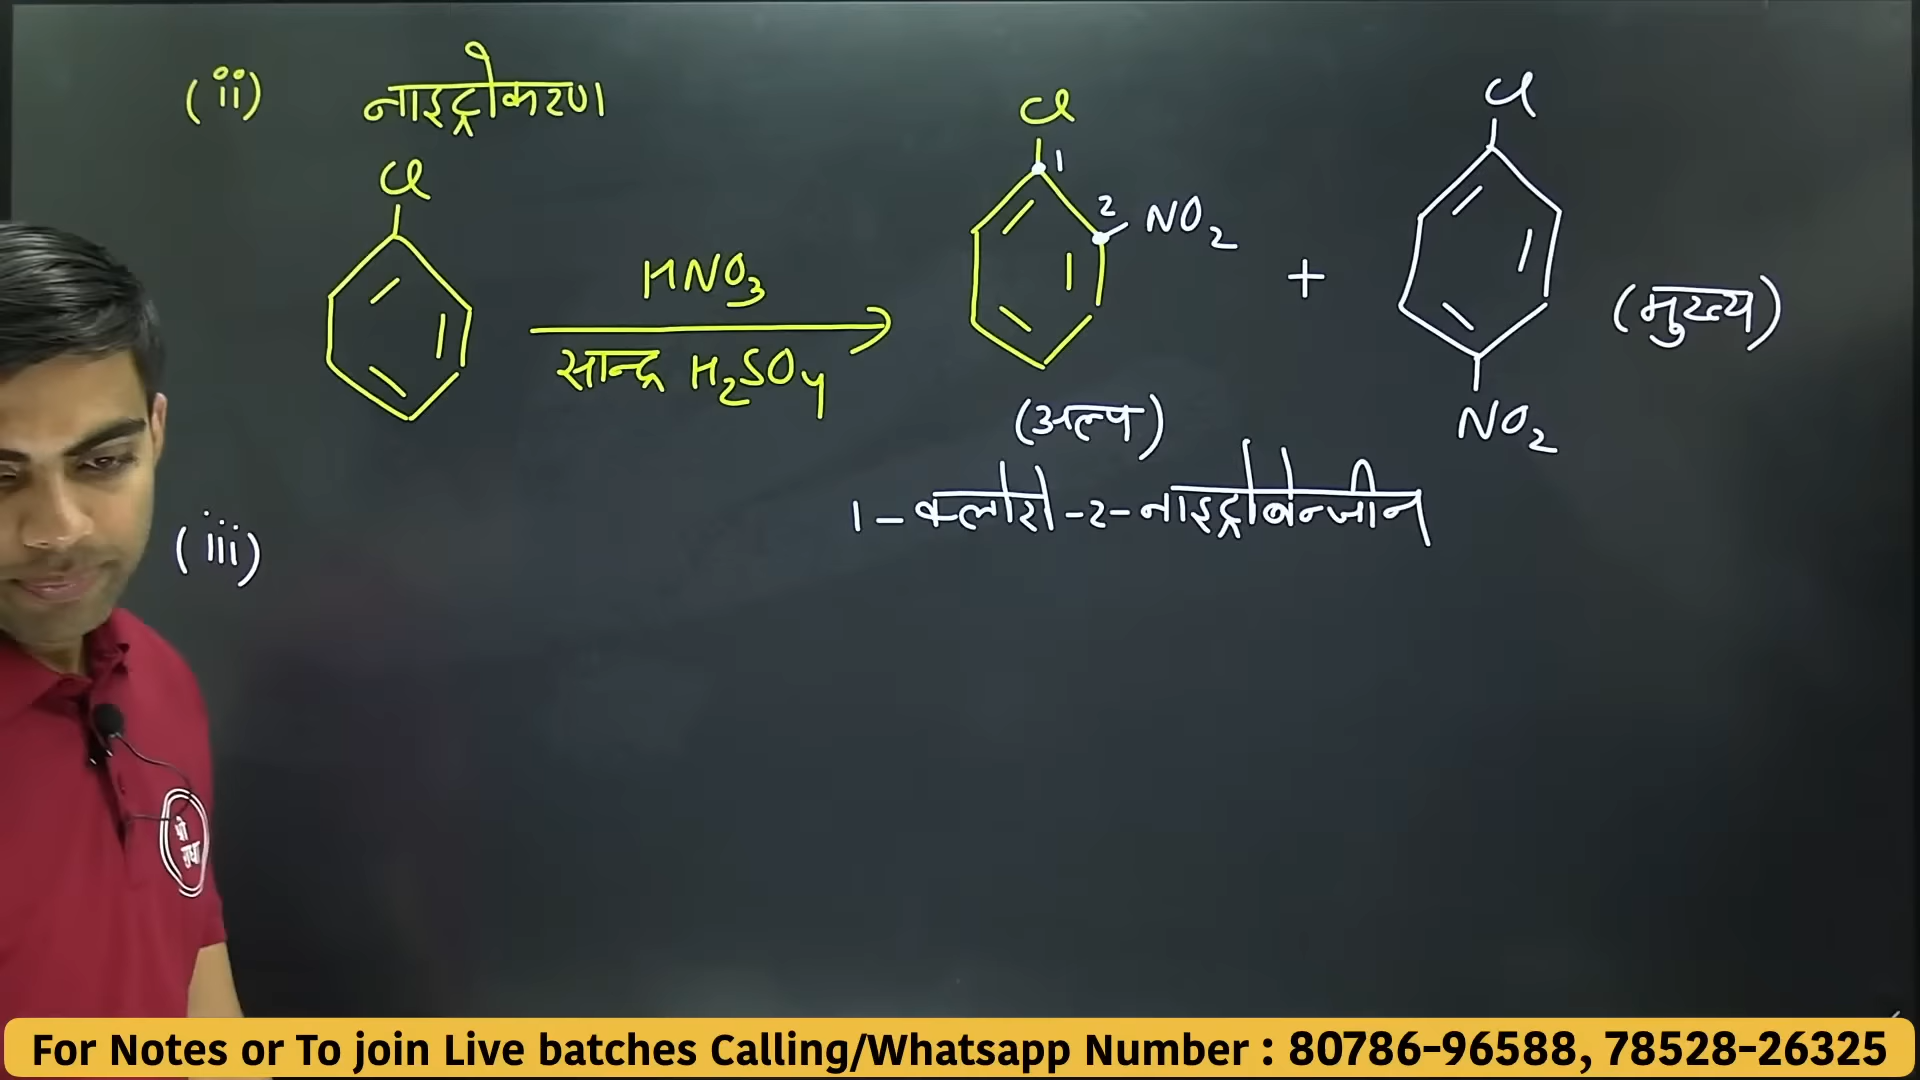 (ii) नाइट्रोकरण
Cl
HNO3
सान्द्र H2SO4
Cl
1
2 NO2
(अल्प)
1-क्लोरो-2-नाइट्रोबेन्जीन
+
Cl
NO2
(मुख्य)
(iii)
For Notes or To join Live batches Calling/Whatsapp Number : 80786-96588, 78528-26325